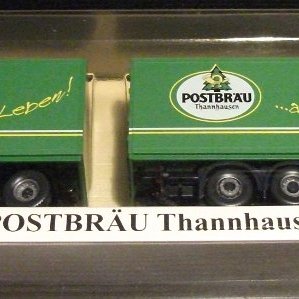 Leben!
POSTBRÄU
Thannhausen
...a
POSTBRÄU Thannhaus